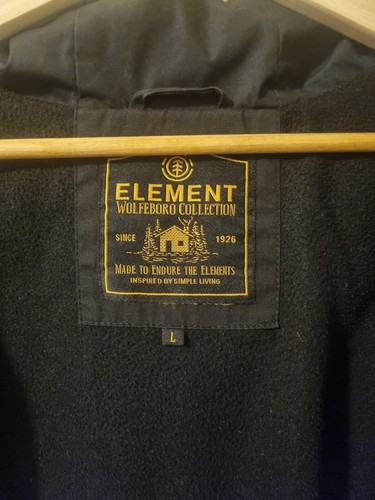 ELEMENT
WOLFEBORO COLLECTION
SINCE 1926
MADE TO ENDURE THE ELEMENTS
INSPIRED BY SIMPLE LIVING
L